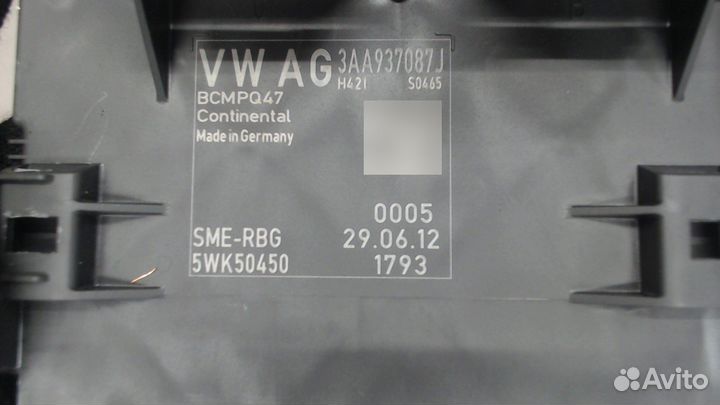 VW AG 3AA937087J
H42I S0465
BCMPQ47
Continental
Made in Germany
0005
SME-RBG 29.06.12
5WK50450 1793
Avito